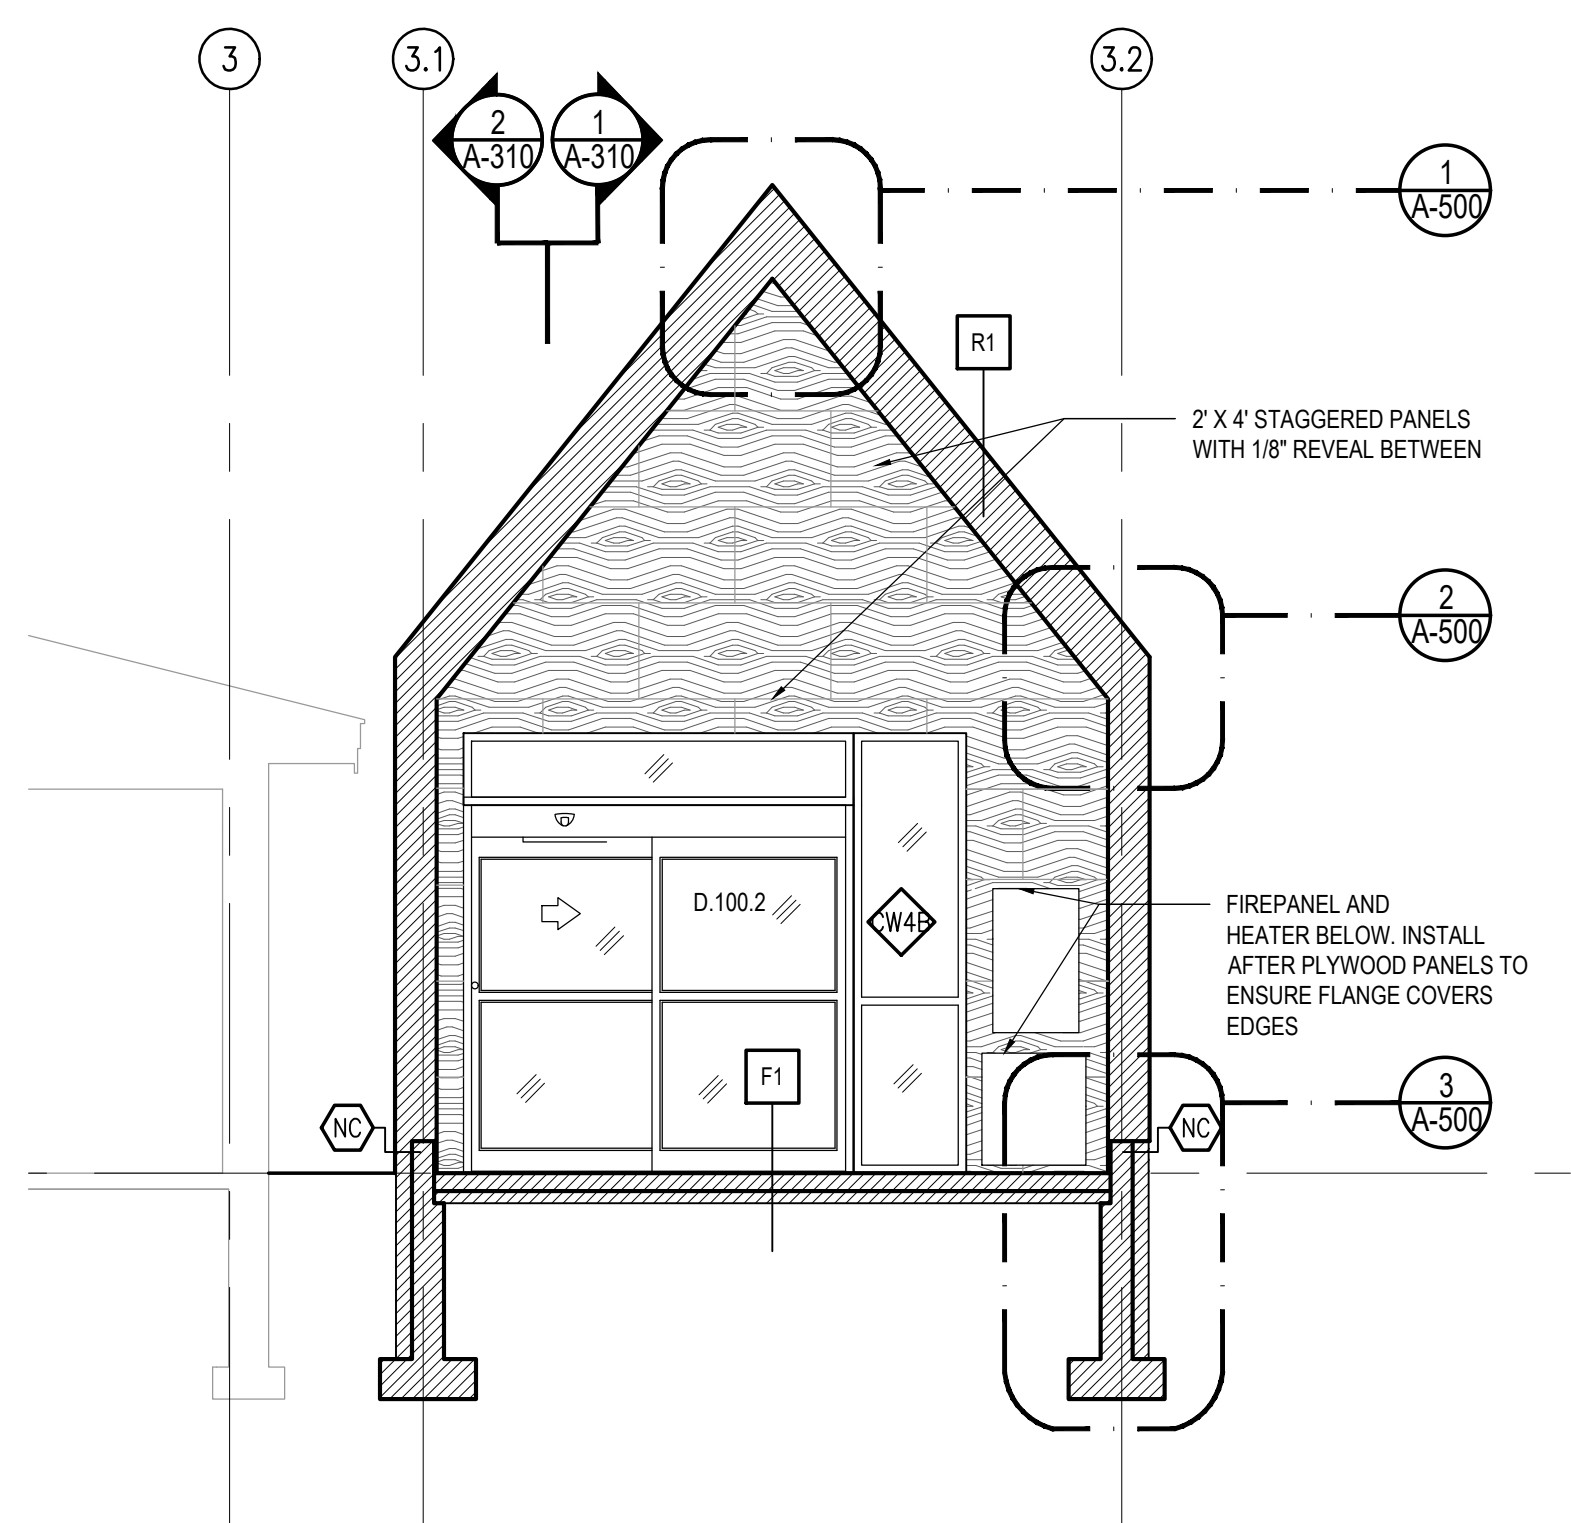 3
3.1
3.2
2
A-310
1
A-310
1
A-500
R1
2' X 4' STAGGERED PANELS
WITH 1/8" REVEAL BETWEEN
2
A-500
D.100.2
CW4B
FIREPANEL AND
HEATER BELOW. INSTALL
AFTER PLYWOOD PANELS TO
ENSURE FLANGE COVERS
EDGES
F1
3
A-500
NC
NC